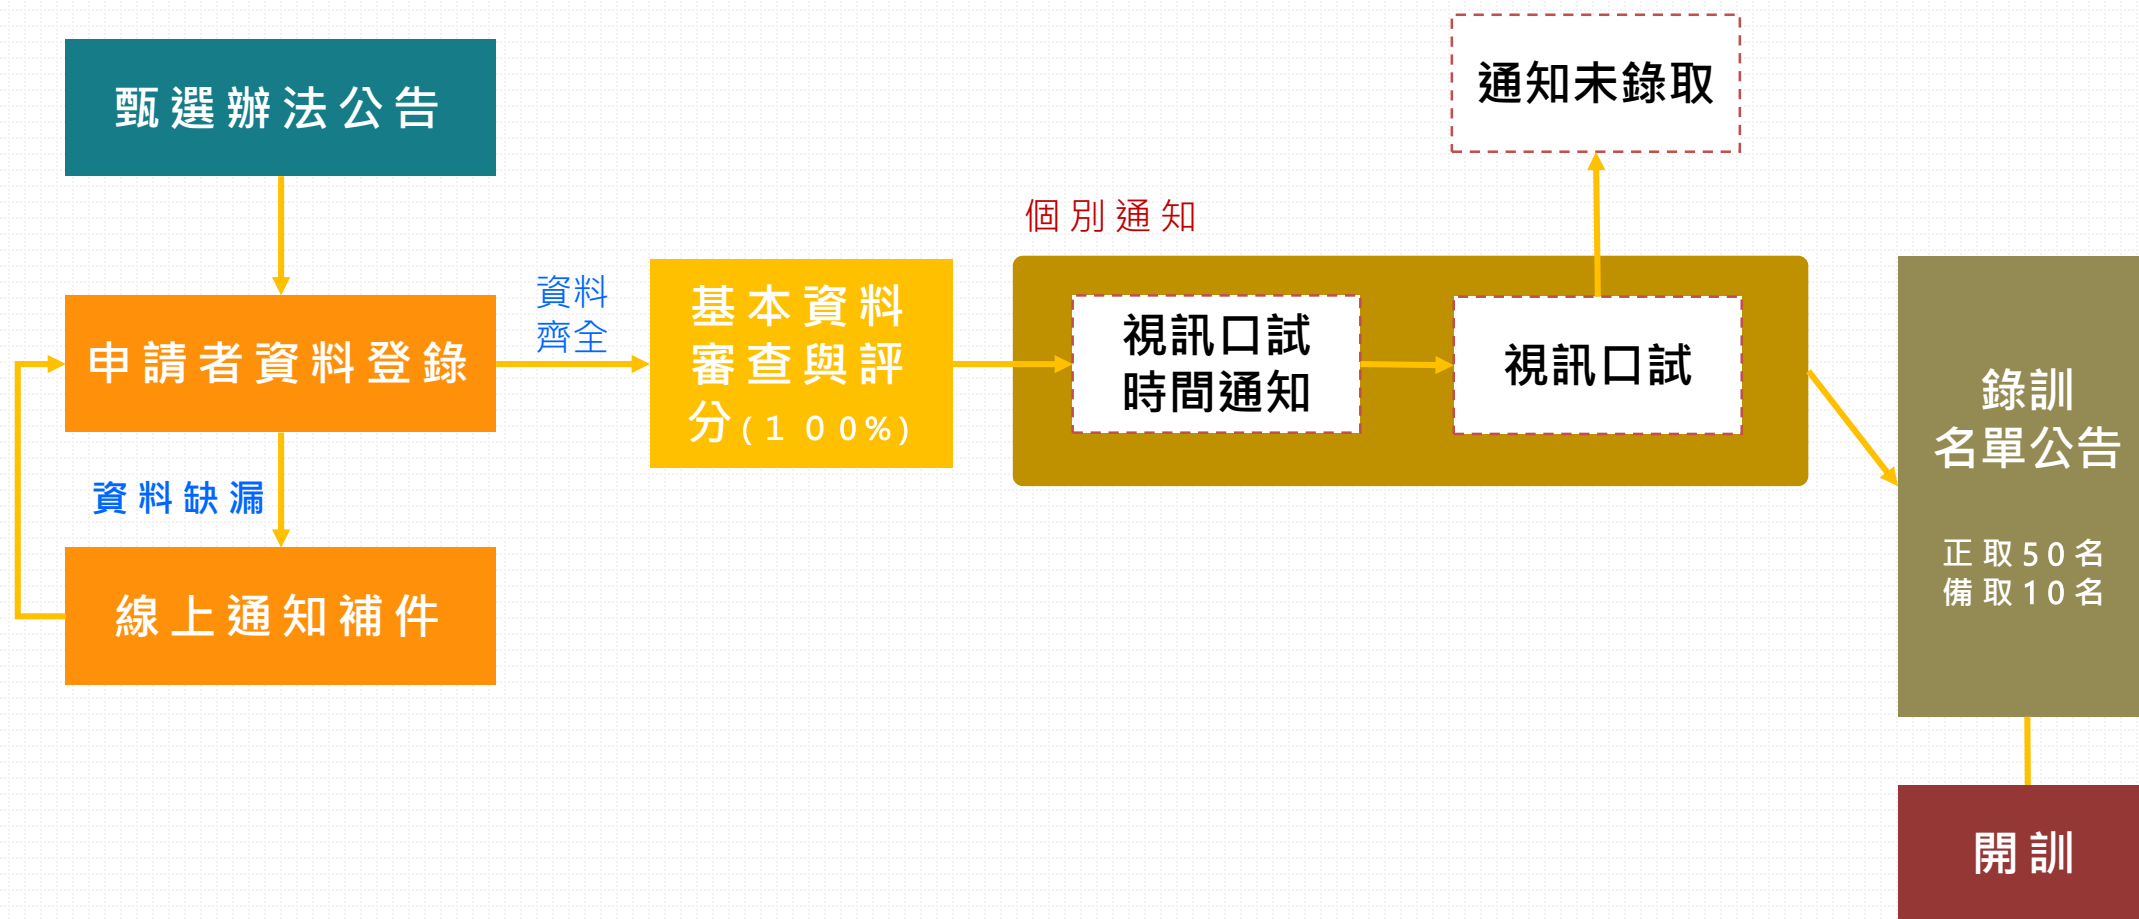 甄選辦法公告
申請者資料登錄
資料缺漏
線上通知補件
資料
齊全
基本資料
審查與評
分(100%)
個別通知
視訊口試
時間通知
視訊口試
通知未錄取
錄訓
名單公告
正取50名
備取10名
開訓